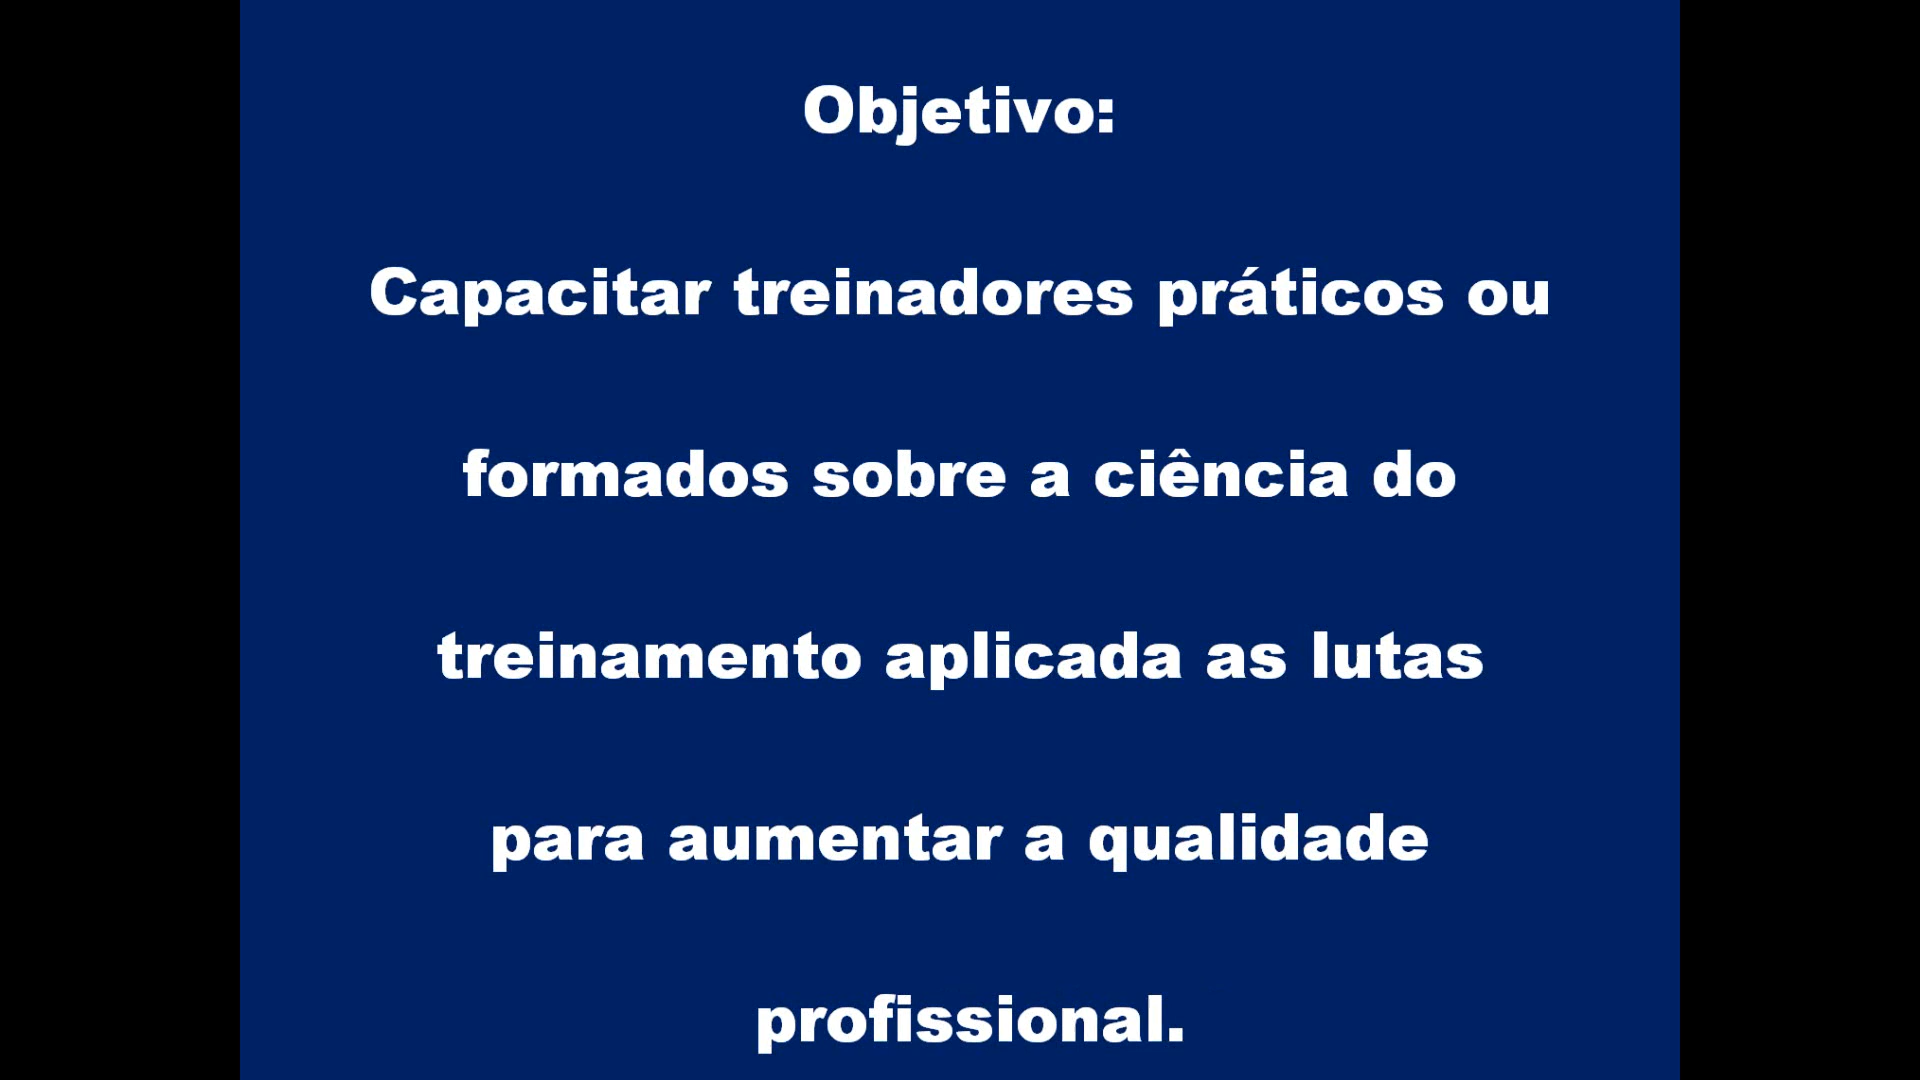 Objetivo:
Capacitar treinadores práticos ou
formados sobre a ciência do
treinamento aplicada as lutas
para aumentar a qualidade
profissional.